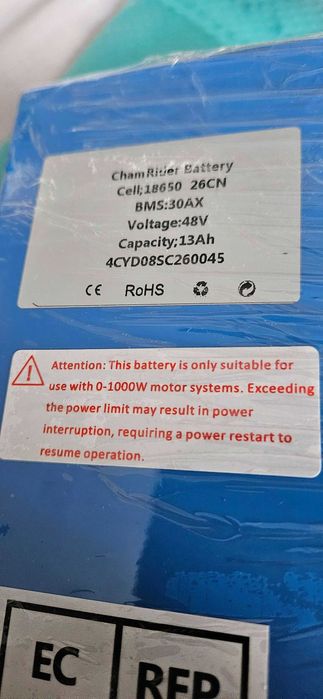 ChamRider Battery
Cell;18650 26CN
BMS:30AX
Voltage:48V
Capacity;13Ah
4CYD08SC260045
CE RoHS
Attention: This battery is only suitable for
use with 0-1000W motor systems. Exceeding
the power limit may result in power
interruption, requiring a power restart to
resume operation.
EC REP